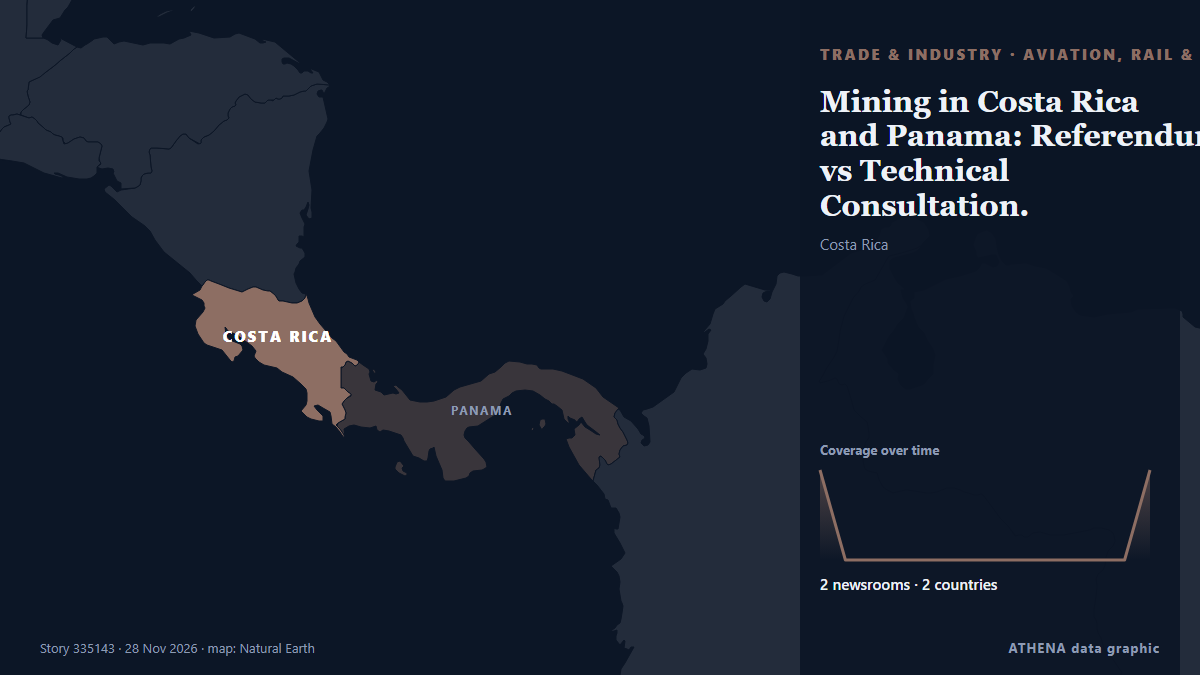 TRADE & INDUSTRY · AVIATION, RAIL &
Mining in Costa Rica
and Panama:
vs Technical
Consultation.
Costa Rica
COSTA RICA
PANAMA
Coverage over time
2 newsrooms · 2 countries
Story 335143 · 28 Nov 2026 · map: Natural Earth
ATHENA data graphic